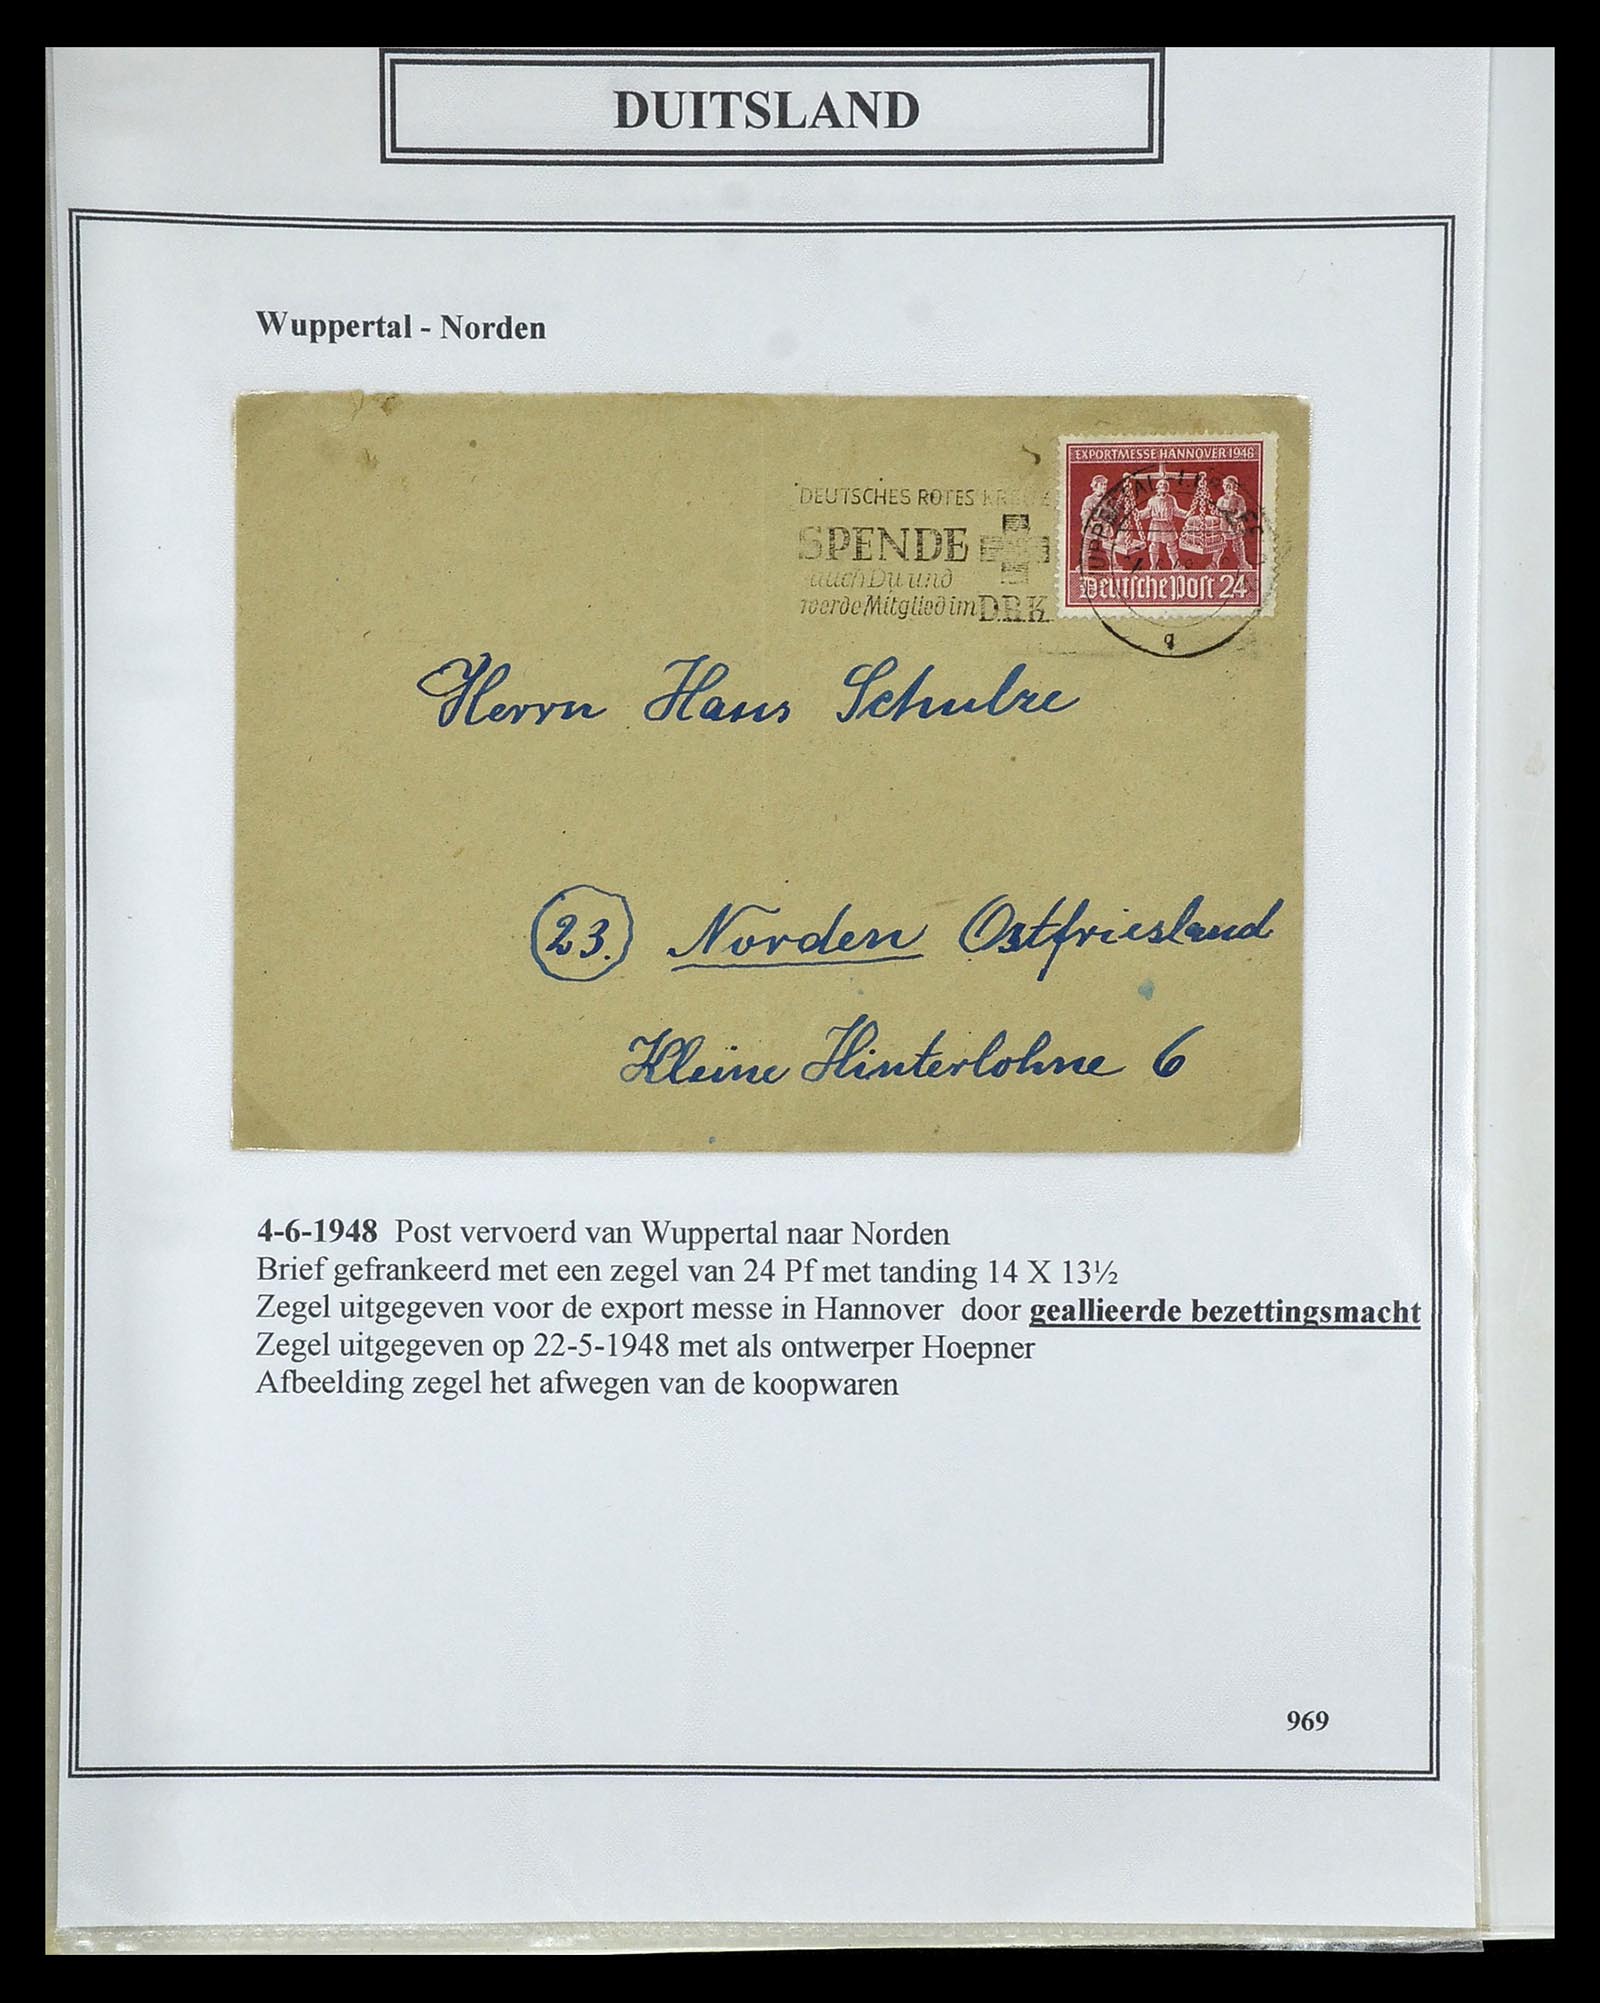 DUITSLAND
Wuppertal - Norden
EXPORTMESSE HANNOVER 1948
DEUTSCHES ROTES KREUZ
SPENDE
auch Du und
werde Mitglied im D.R.K.
Deutsche Post 24
WUPPERTAL
q
Herrn Hans Schulze
23. Norden Ostfriesland
Kleine Hinterlohne 6
4-6-1948 Post vervoerd van Wuppertal naar Norden
Brief gefrankeerd met een zegel van 24 Pf met tanding 14 X 13½
Zegel uitgegeven voor de export messe in Hannover door geallieerde bezettingsmacht
Zegel uitgegeven op 22-5-1948 met als ontwerper Hoepner
Afbeelding zegel het afwegen van de koopwaren
969